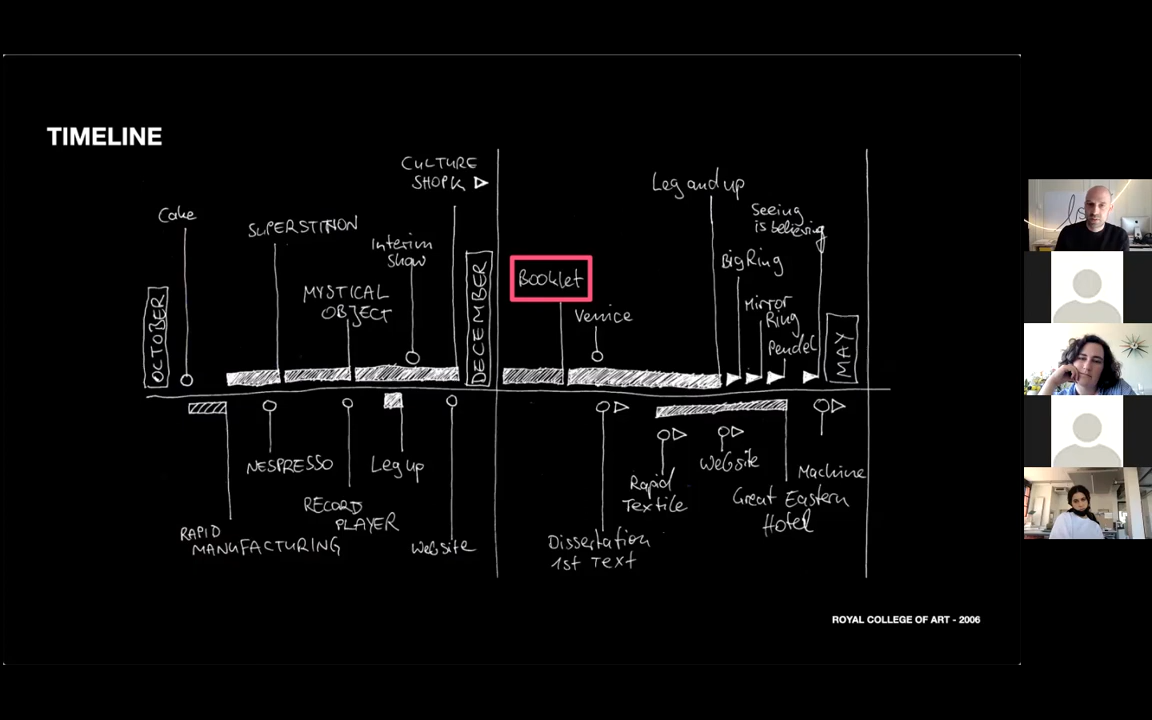 TIMELINE
CULTURE
SHOPK
Leg and up
Cake
SUPERSTITION
Seeing
is believing
Interim
Show
Big Ring
MYSTICAL
OBJECT
Booklet
Venice
Mirror
Ring
Pendel
OCTOBER
DECEMBER
MAY
NESPRESSO
Leg up
Website
Machine
Rapid
Textile
Great Eastern
Hotel
RECORD
PLAYER
RAPID
MANUFACTURING
Website
Dissertation
1st Text
ROYAL COLLEGE OF ART - 2006